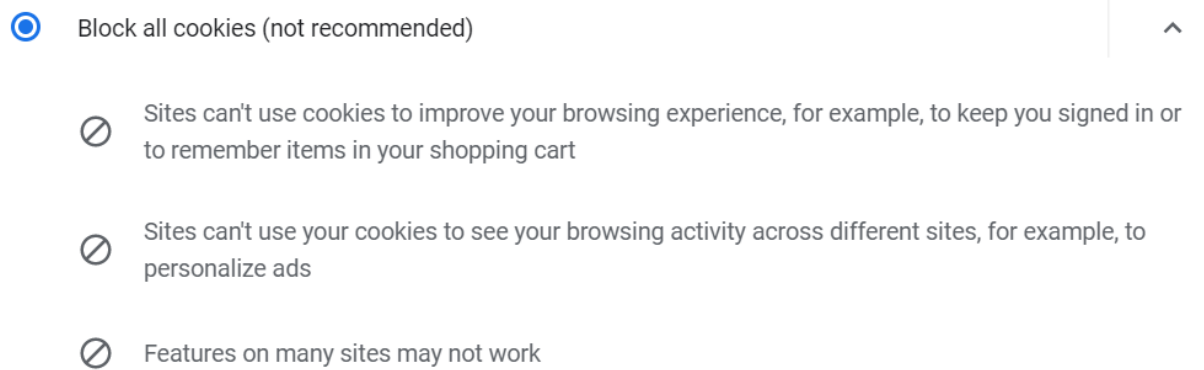 Block all cookies (not recommended)
Sites can't use cookies to improve your browsing experience, for example, to keep you signed in or
to remember items in your shopping cart
Sites can't use your cookies to see your browsing activity across different sites, for example, to
personalize ads
Features on many sites may not work